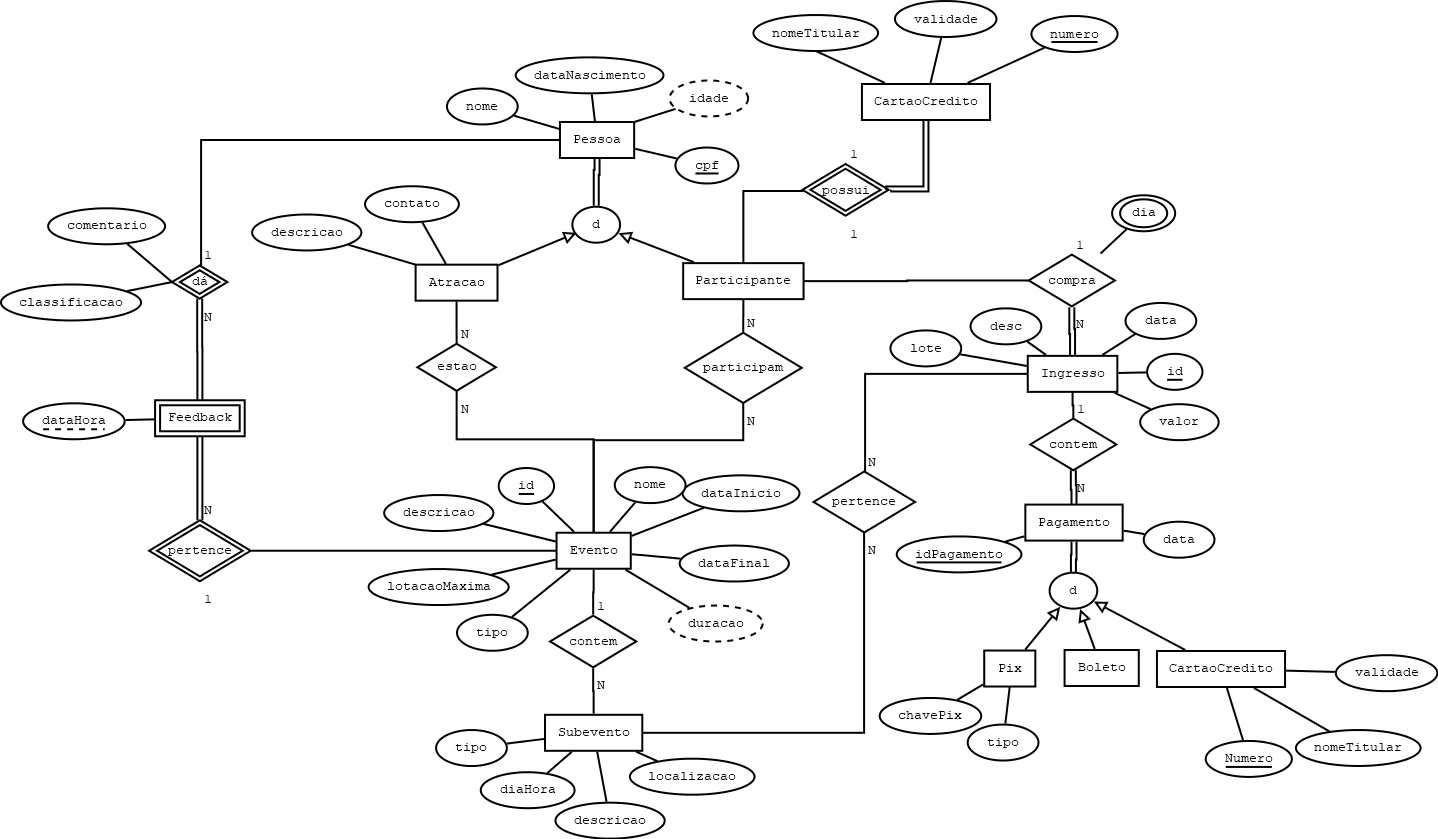 validade
nomeTitular
numero
dataNascimento
idade
nome
CartaoCredito
Pessoa
cpf
1
possui
contato
comentario
descricao
d
dia
1
1
1
dá
Atracao
Participante
compra
classificacao
N
N
N
desc
data
N
lote
estao
participam
Ingresso
id
N
1
dataHora
Feedback
N
valor
contem
N
id
nome
dataInicio
N
pertence
N
descricao
Pagamento
data
pertence
Evento
N
idPagamento
dataFinal
lotacaoMaxima
d
1
1
duracao
tipo
contem
Pix
Boleto
CartaoCredito
validade
N
chavePix
Subevento
tipo
tipo
nomeTitular
localizacao
Numero
diaHora
descricao